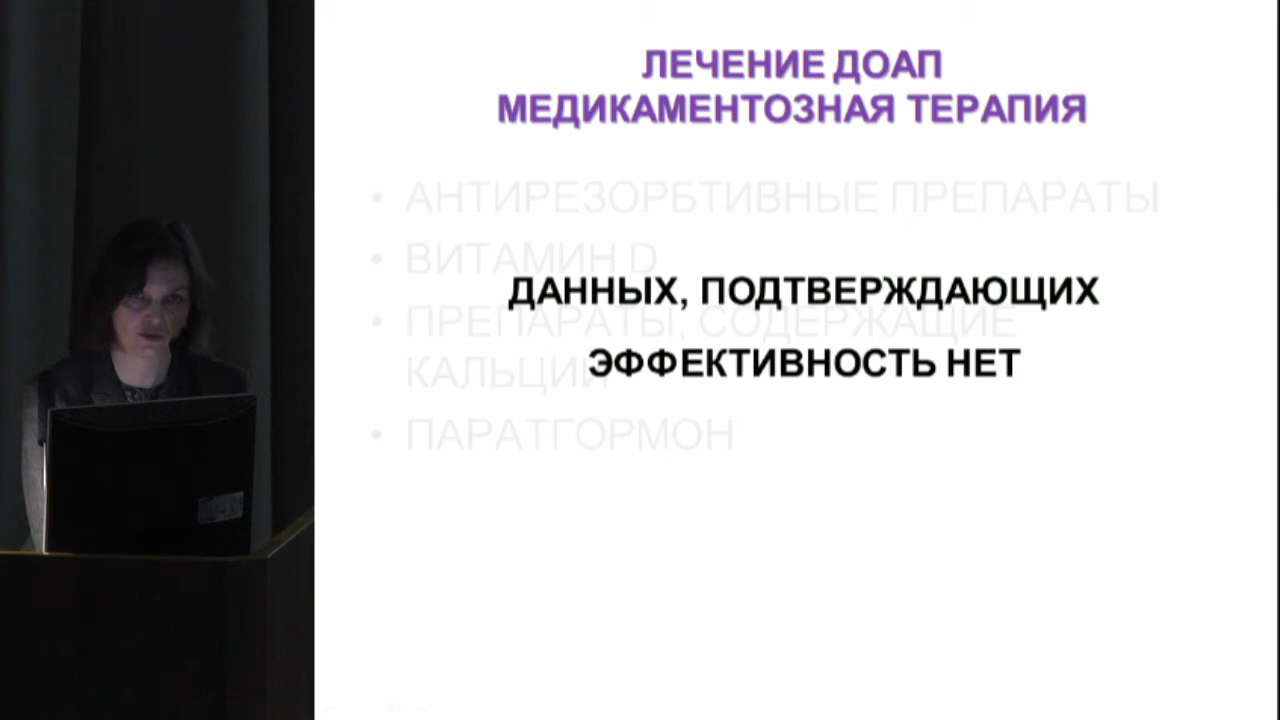 ЛЕЧЕНИЕ ДОАП
МЕДИКАМЕНТОЗНАЯ ТЕРАПИЯ
• АНТИРЕЗОРБТИВНЫЕ ПРЕПАРАТЫ
• ВИТАМИН D
ДАННЫХ, ПОДТВЕРЖДАЮЩИХ
• ПРЕПАРАТЫ, СОДЕРЖАЩИЕ
ЭФФЕКТИВНОСТЬ НЕТ
КАЛЬЦИЙ
• ПАРАТГОРМОН